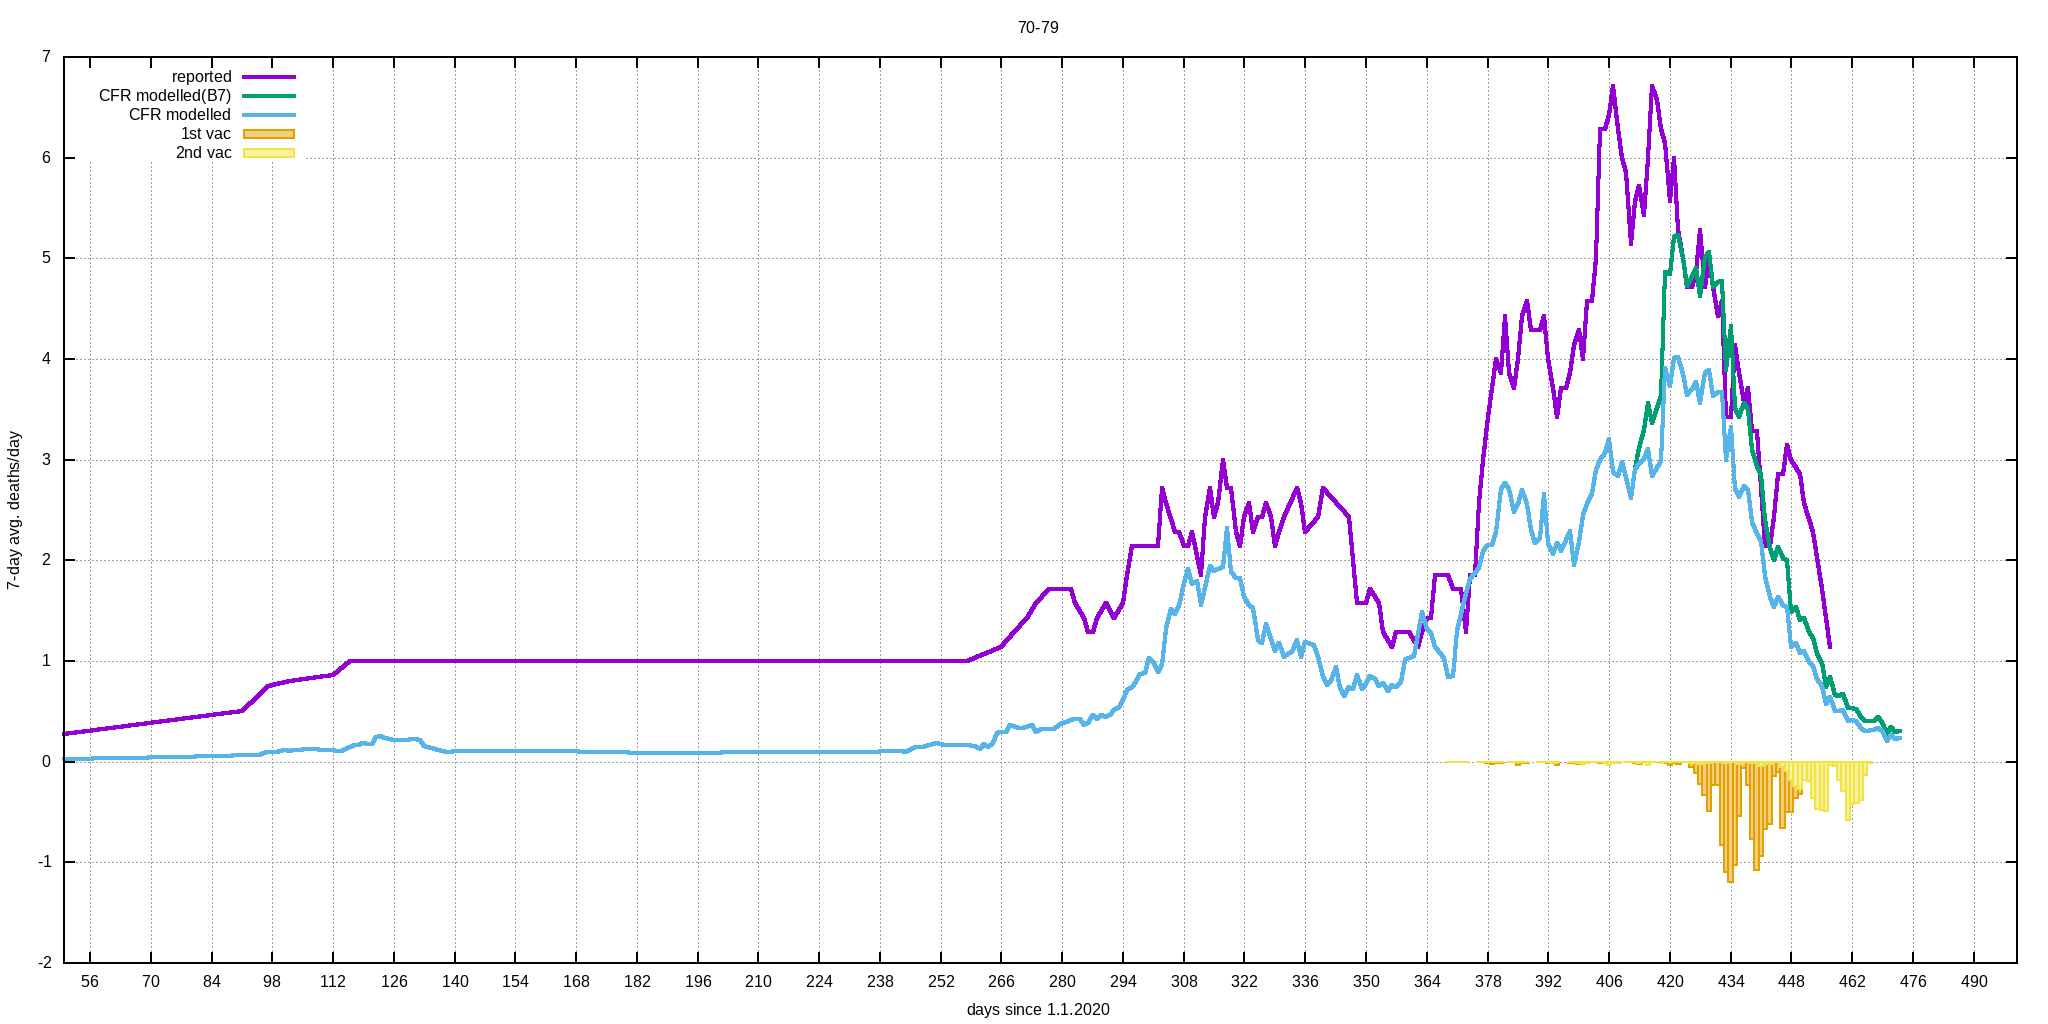 70-79
reported
CFR modelled(B7)
CFR modelled
1st vac
2nd vac
7
6
5
4
3
2
1
0
-1
-2
7-day avg. deaths/day
56 70 84 98 112 126 140 154 168 182 196 210 224 238 252 266 280 294 308 322 336 350 364 378 392 406 420 434 448 462 476 490
days since 1.1.2020